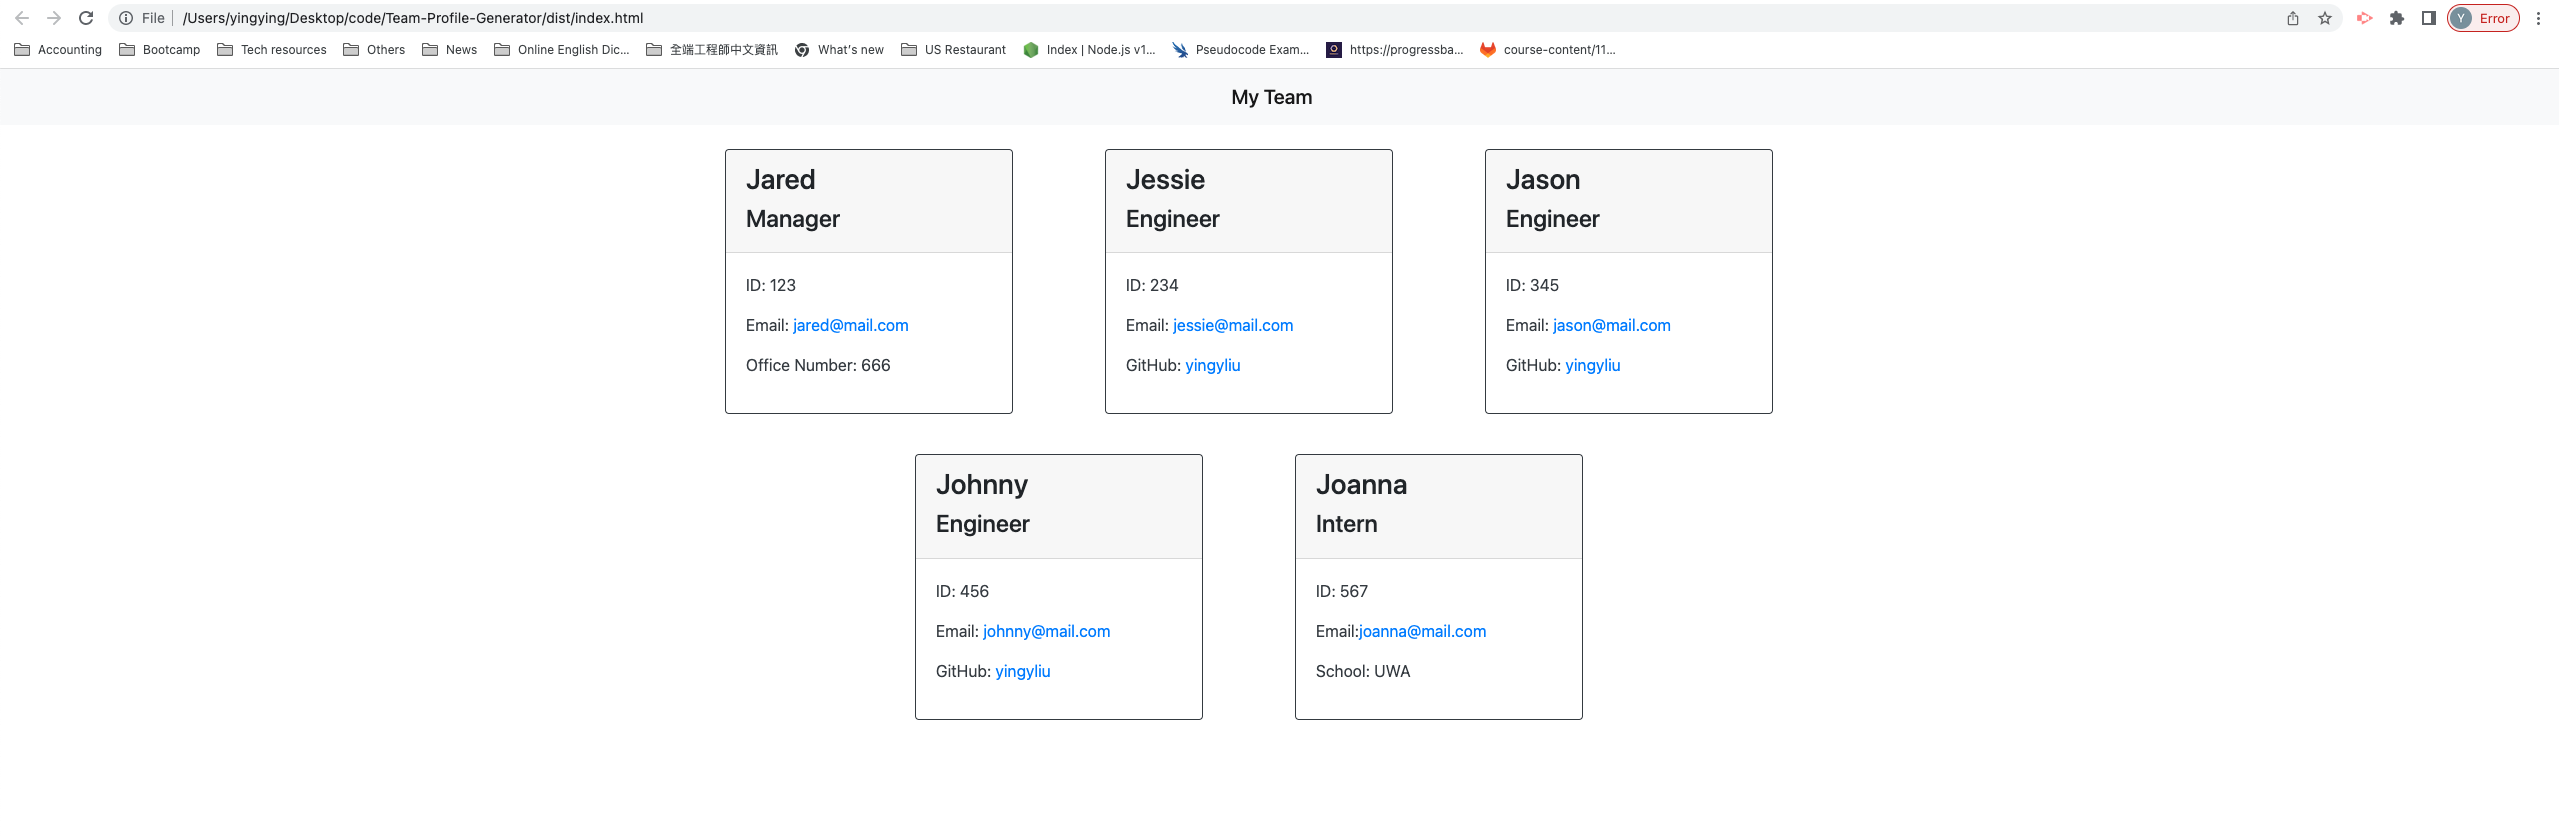 File /Users/yingying/Desktop/code/Team-Profile-Generator/dist/index.html Y Error
Accounting Bootcamp Tech resources Others News Online English Dic... 全端工程師中文資訊 What's new US Restaurant Index | Node.js v1... Pseudocode Exam... https://progressba... course-content/11...
My Team
Jared
Manager
ID: 123
Email: jared@mail.com
Office Number: 666
Jessie
Engineer
ID: 234
Email: jessie@mail.com
GitHub: yingyliu
Jason
Engineer
ID: 345
Email: jason@mail.com
GitHub: yingyliu
Johnny
Engineer
ID: 456
Email: johnny@mail.com
GitHub: yingyliu
Joanna
Intern
ID: 567
Email:joanna@mail.com
School: UWA